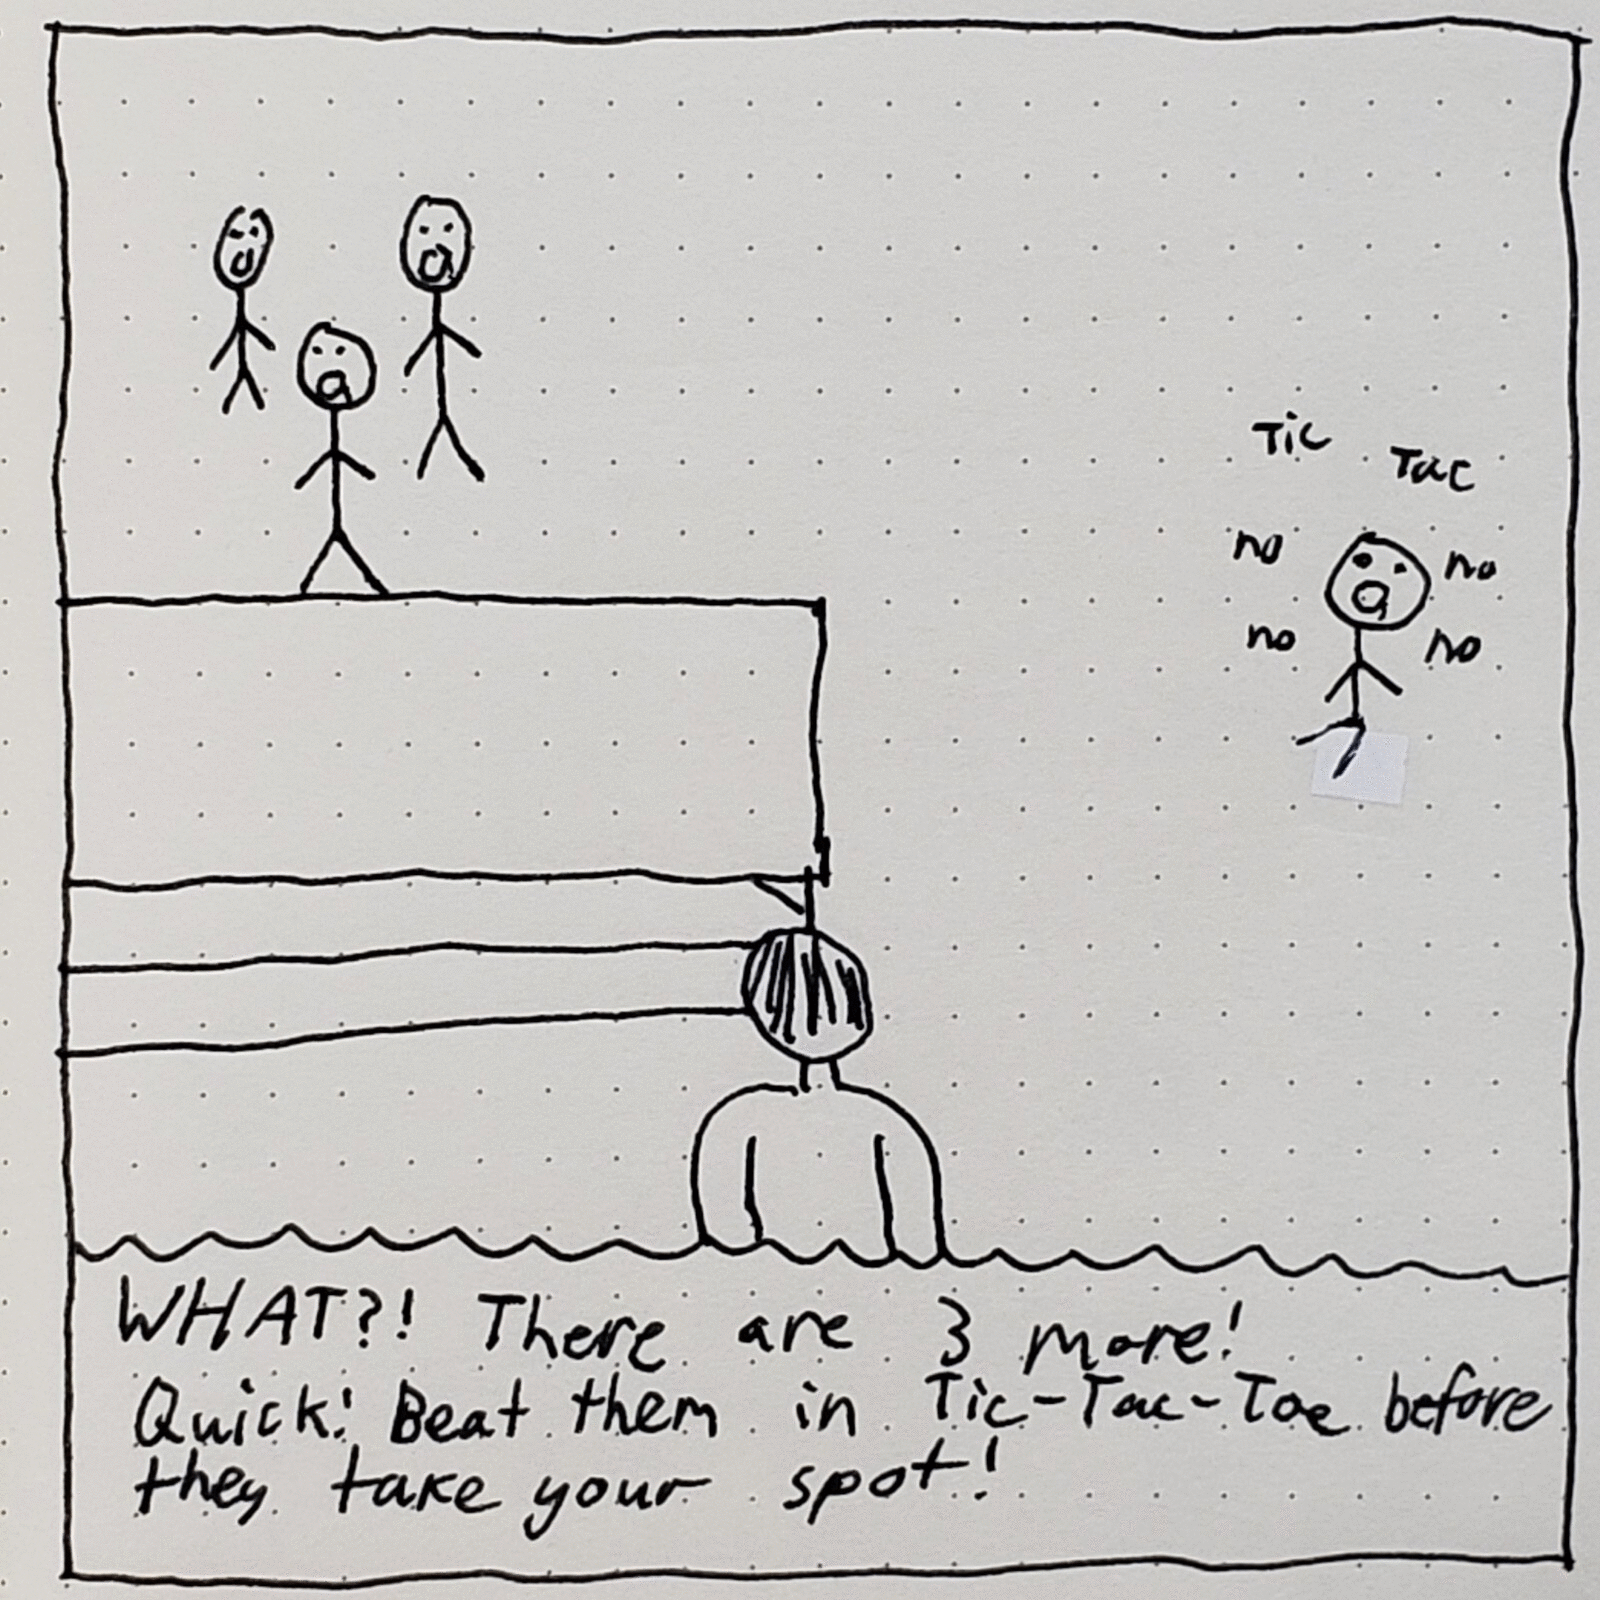 Tic
Tac
no no
no no
WHAT?! There are 3 more!
Quick! Beat them in Tic-Tac-Toe before
they take your spot!